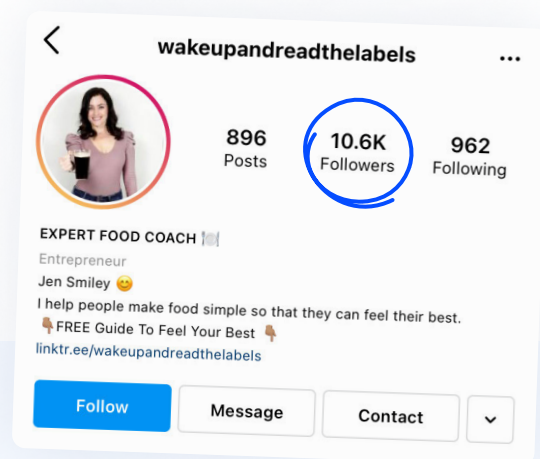 wakeupandreadthelabels
896 10.6K 962
Posts Followers Following
EXPERT FOOD COACH 🍽️
Entrepreneur
Jen Smiley 😊
I help people make food simple so that they can feel their best.
👇🏽FREE Guide To Feel Your Best 👇🏽
linktr.ee/wakeupandreadthelabels
Follow Message Contact